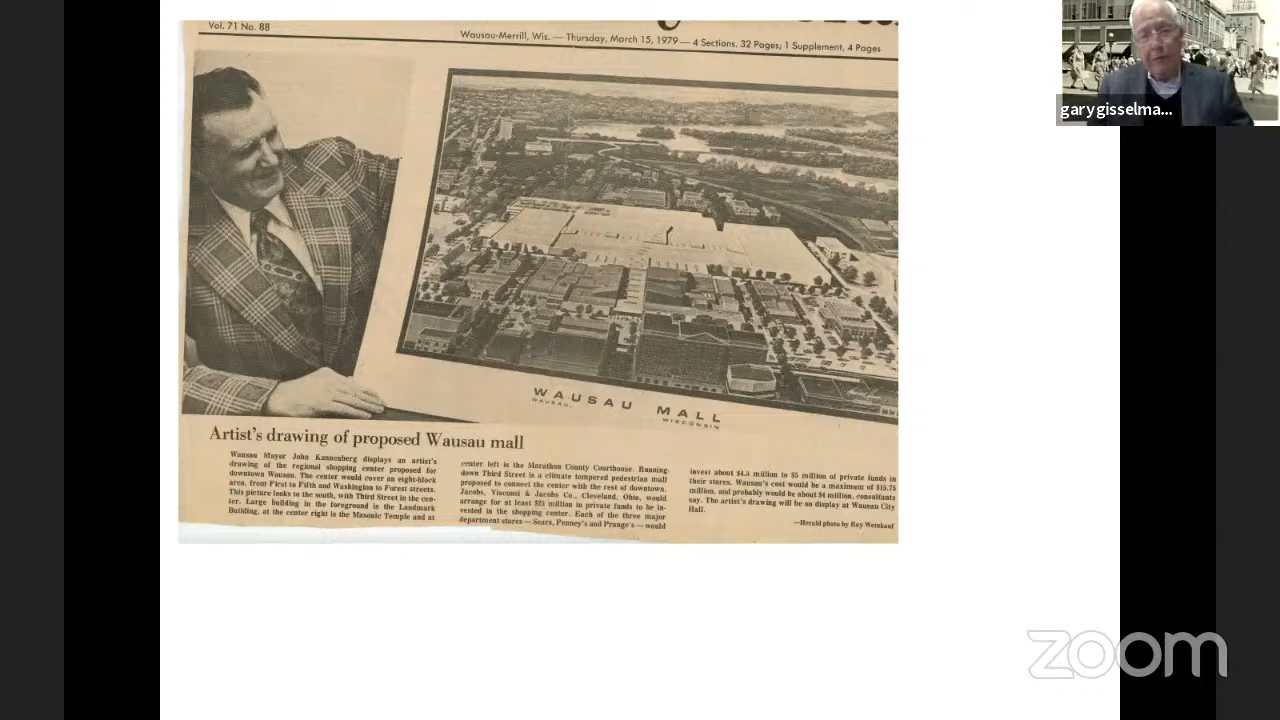 Vol. 71 No. 88
Wausau-Merrill, Wis. — Thursday, March 15, 1979 — 4 Sections, 32 Pages; 1 Supplement, 4 Pages
garygisselma...
WAUSAU MALL
WAUSAU, WISCONSIN
Artist's drawing of proposed Wausau mall
Wausau Mayor John Kannenberg displays an artist's
drawing of the regional shopping center proposed for
downtown Wausau. The center would cover an eight-block
area, from First to Fifth and Washington to Forest streets.
This picture looks to the south, with Third Street in the cen-
ter. Large building in the foreground is the Landmark
Building, at the center right is the Masonic Temple and at
center left is the Marathon County Courthouse. Running
down Third Street is a climate tempered pedestrian mall
proposed to connect the center with the rest of downtown.
Jacobs, Visconsi & Jacobs Co., Cleveland, Ohio, would
arrange for at least $25 million in private funds to be in-
vested in the shopping center. Each of the three major
department stores — Sears, Penney's and Prange's — would
invest about $4.5 million to $5 million of private funds in
their stores. Wausau's cost would be a maximum of $15.75
million, and probably would be about $4 million, consultants
say. The artist's drawing will be on display at Wausau City
Hall.
—Herald photo by Ray Weinkauf
zoom